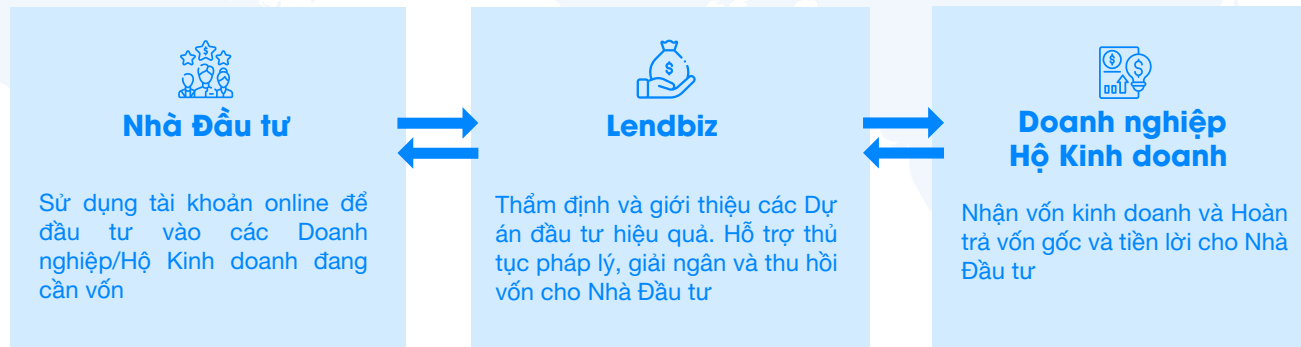 Nhà Đầu tư
Sử dụng tài khoản online để
đầu tư vào các Doanh
nghiệp/Hộ Kinh doanh đang
cần vốn
Lendbiz
Thẩm định và giới thiệu các Dự
án đầu tư hiệu quả. Hỗ trợ thủ
tục pháp lý, giải ngân và thu hồi
vốn cho Nhà Đầu tư
Doanh nghiệp
Hộ Kinh doanh
Nhận vốn kinh doanh và Hoàn
trả vốn gốc và tiền lời cho Nhà
Đầu tư